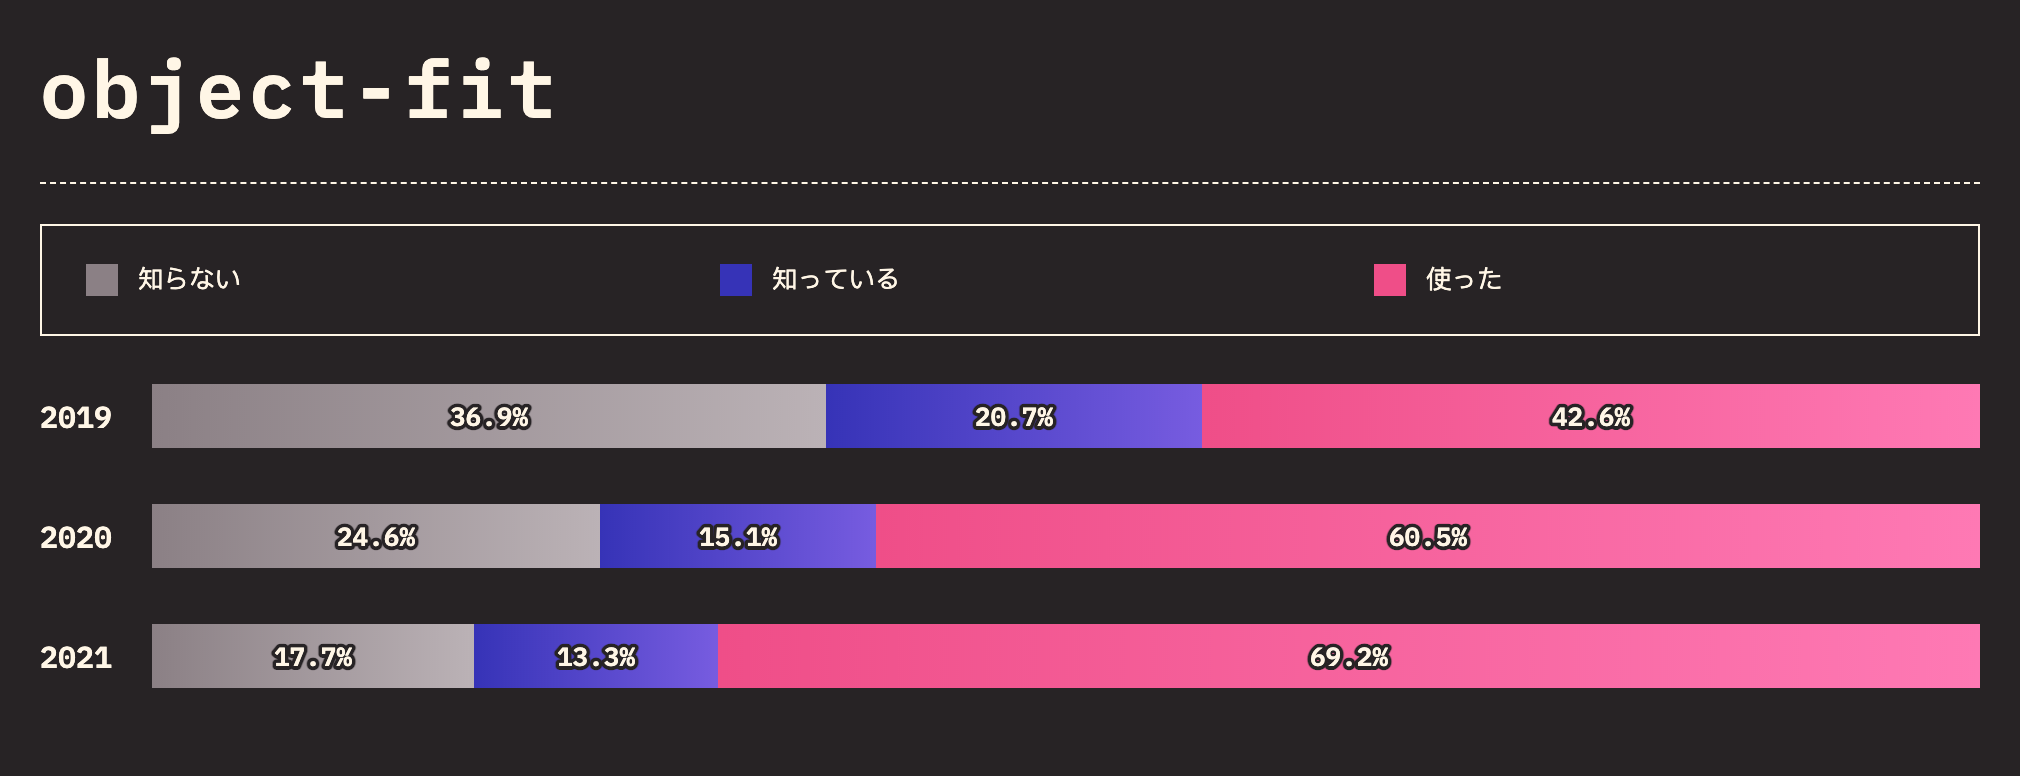 object-fit
知らない 知っている 使った
2019 36.9% 20.7% 42.6%
2020 24.6% 15.1% 60.5%
2021 17.7% 13.3% 69.2%